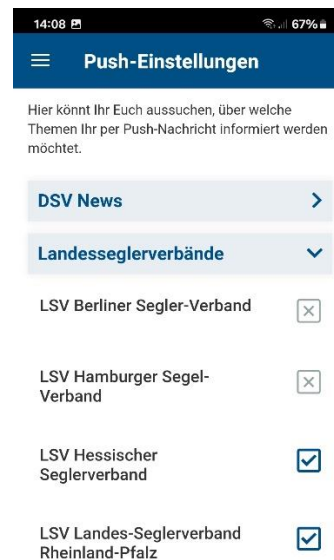 14:08 67%
Push-Einstellungen
Hier könnt Ihr Euch aussuchen, über welche
Themen Ihr per Push-Nachricht informiert werden
möchtet.
DSV News
Landesseglerverbände
LSV Berliner Segler-Verband
LSV Hamburger Segel-
Verband
LSV Hessischer
Seglerverband
LSV Landes-Seglerverband
Rheinland-Pfalz